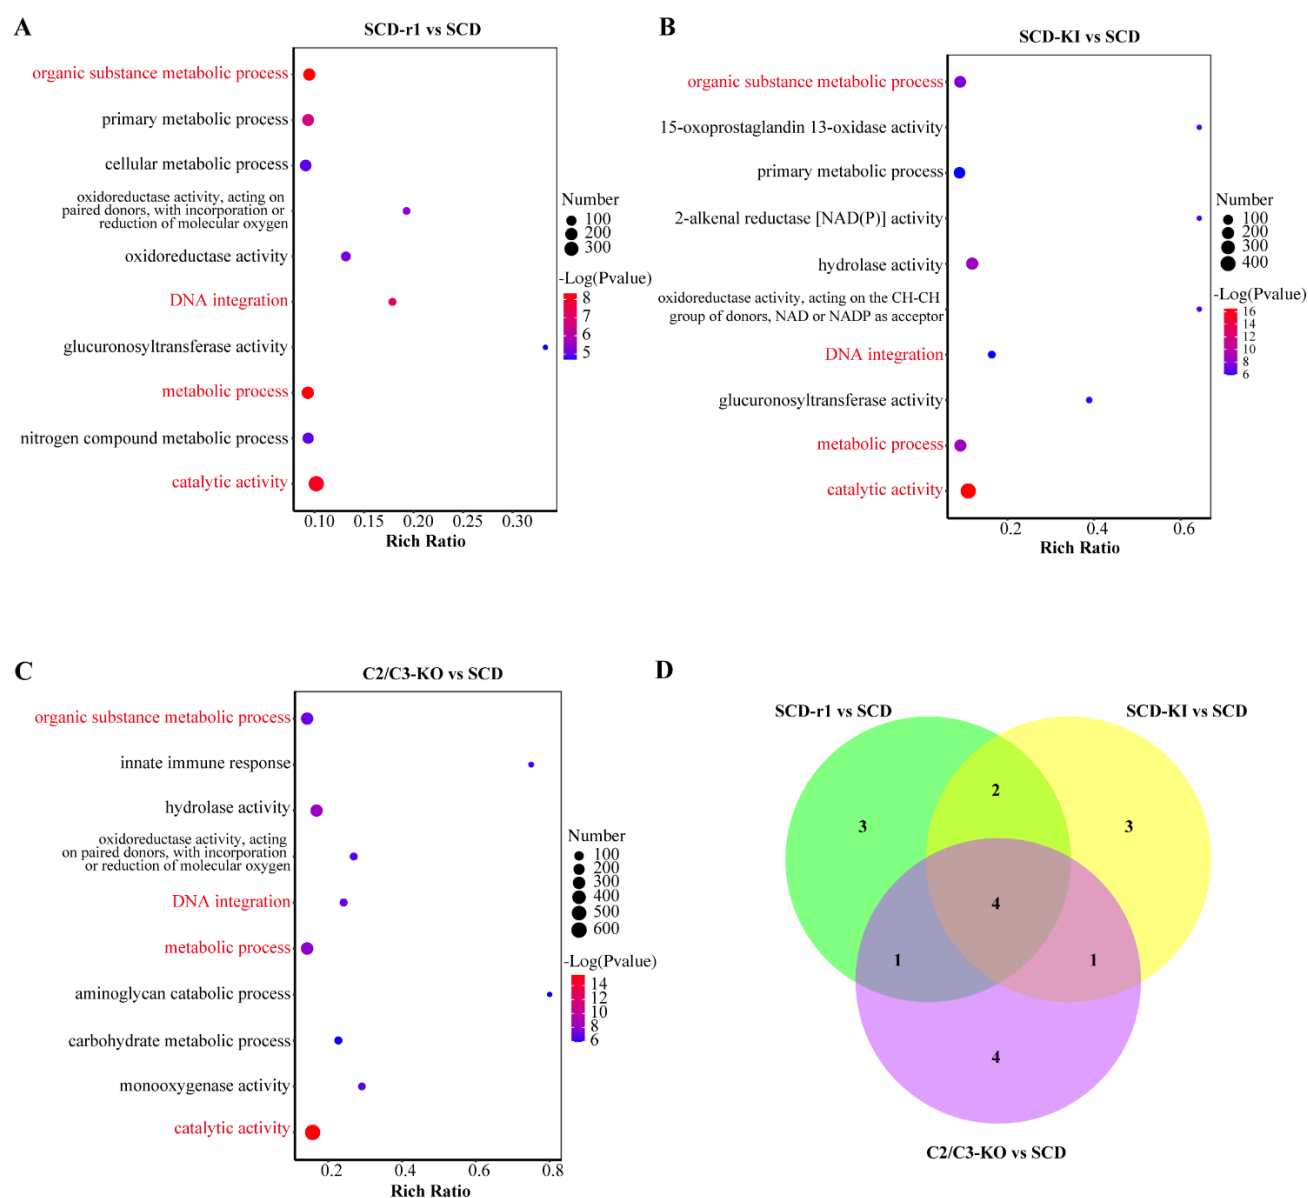 A
SCD-r1 vs SCD
organic substance metabolic process
primary metabolic process
cellular metabolic process
oxidoreductase activity, acting on
paired donors, with incorporation or
reduction of molecular oxygen
oxidoreductase activity
DNA integration
glucuronosyltransferase activity
metabolic process
nitrogen compound metabolic process
catalytic activity
0.10 0.15 0.20 0.25 0.30
Rich Ratio
Number
100
200
300
-Log(Pvalue)
8
7
6
5
B
SCD-KI vs SCD
organic substance metabolic process
15-oxoprostaglandin 13-oxidase activity
primary metabolic process
2-alkenal reductase [NAD(P)] activity
hydrolase activity
oxidoreductase activity, acting on the CH-CH
group of donors, NAD or NADP as acceptor
DNA integration
glucuronosyltransferase activity
metabolic process
catalytic activity
0.2 0.4 0.6
Rich Ratio
Number
100
200
300
400
-Log(Pvalue)
16
14
12
10
8
6
C
C2/C3-KO vs SCD
organic substance metabolic process
innate immune response
hydrolase activity
oxidoreductase activity, acting
on paired donors, with incorporation
or reduction of molecular oxygen
DNA integration
metabolic process
aminoglycan catabolic process
carbohydrate metabolic process
monooxygenase activity
catalytic activity
0.2 0.4 0.6 0.8
Rich Ratio
Number
100
200
300
400
500
600
-Log(Pvalue)
14
12
10
8
6
D
SCD-r1 vs SCD
SCD-KI vs SCD
2
3
3
4
1
1
4
C2/C3-KO vs SCD